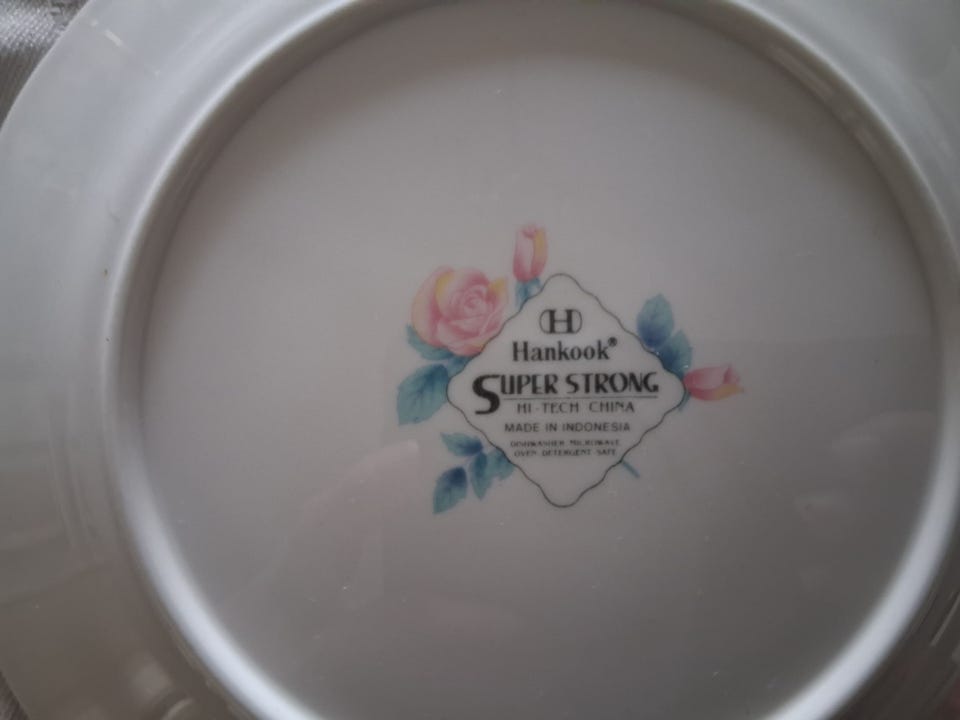 H
Hankook®
SUPER STRONG
HI-TECH CHINA
MADE IN INDONESIA
DISHWASHER MICROWAVE
OVEN DETERGENT SAFE